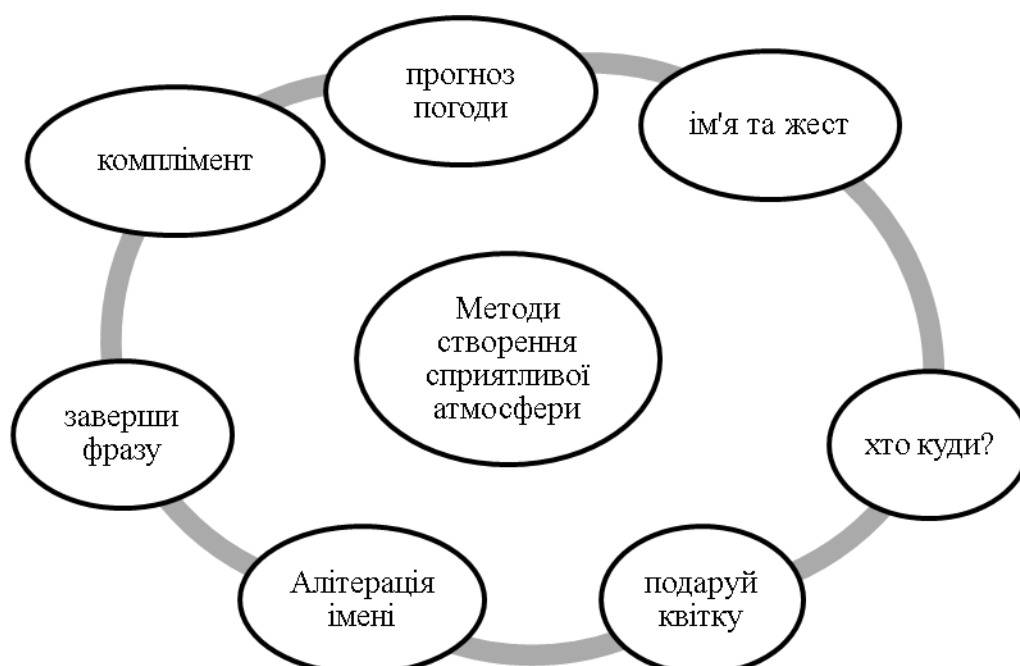 прогноз
погоди
ім'я та жест
комплімент
Методи
створення
сприятливої
атмосфери
заверши
фразу
хто куди?
Алітерація
імені
подаруй
квітку